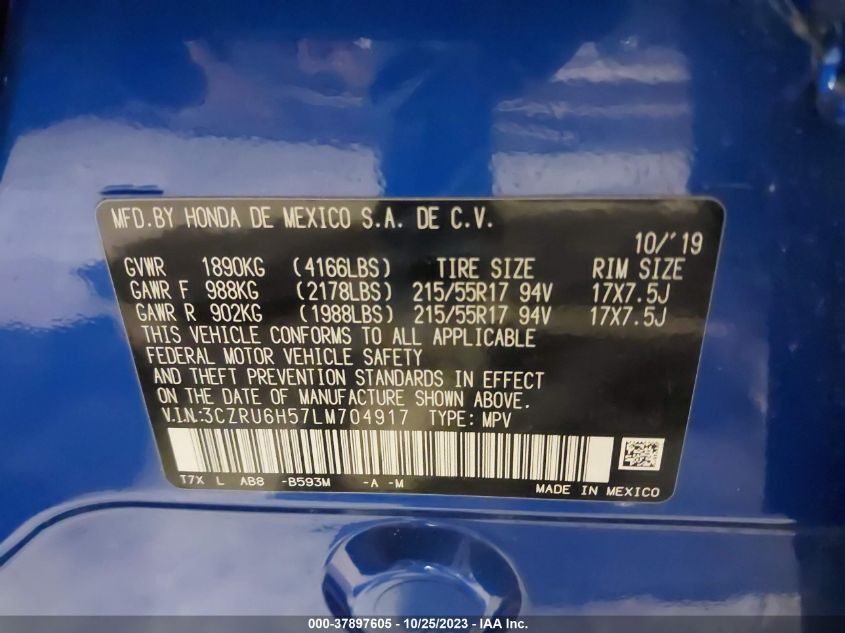 MFD.BY HONDA DE MEXICO S.A. DE C.V.
10/'19
GVWR 1890KG (4166LBS) TIRE SIZE RIM SIZE
GAWR F 988KG (2178LBS) 215/55R17 94V 17X7.5J
GAWR R 902KG (1988LBS) 215/55R17 94V 17X7.5J
THIS VEHICLE CONFORMS TO ALL APPLICABLE
FEDERAL MOTOR VEHICLE SAFETY
AND THEFT PREVENTION STANDARDS IN EFFECT
ON THE DATE OF MANUFACTURE SHOWN ABOVE.
V.I.N.:3CZRU6H57LM704917 TYPE: MPV
T7X L AB8 -B593M -A -M MADE IN MEXICO
000-37897605 - 10/25/2023 - IAA Inc.